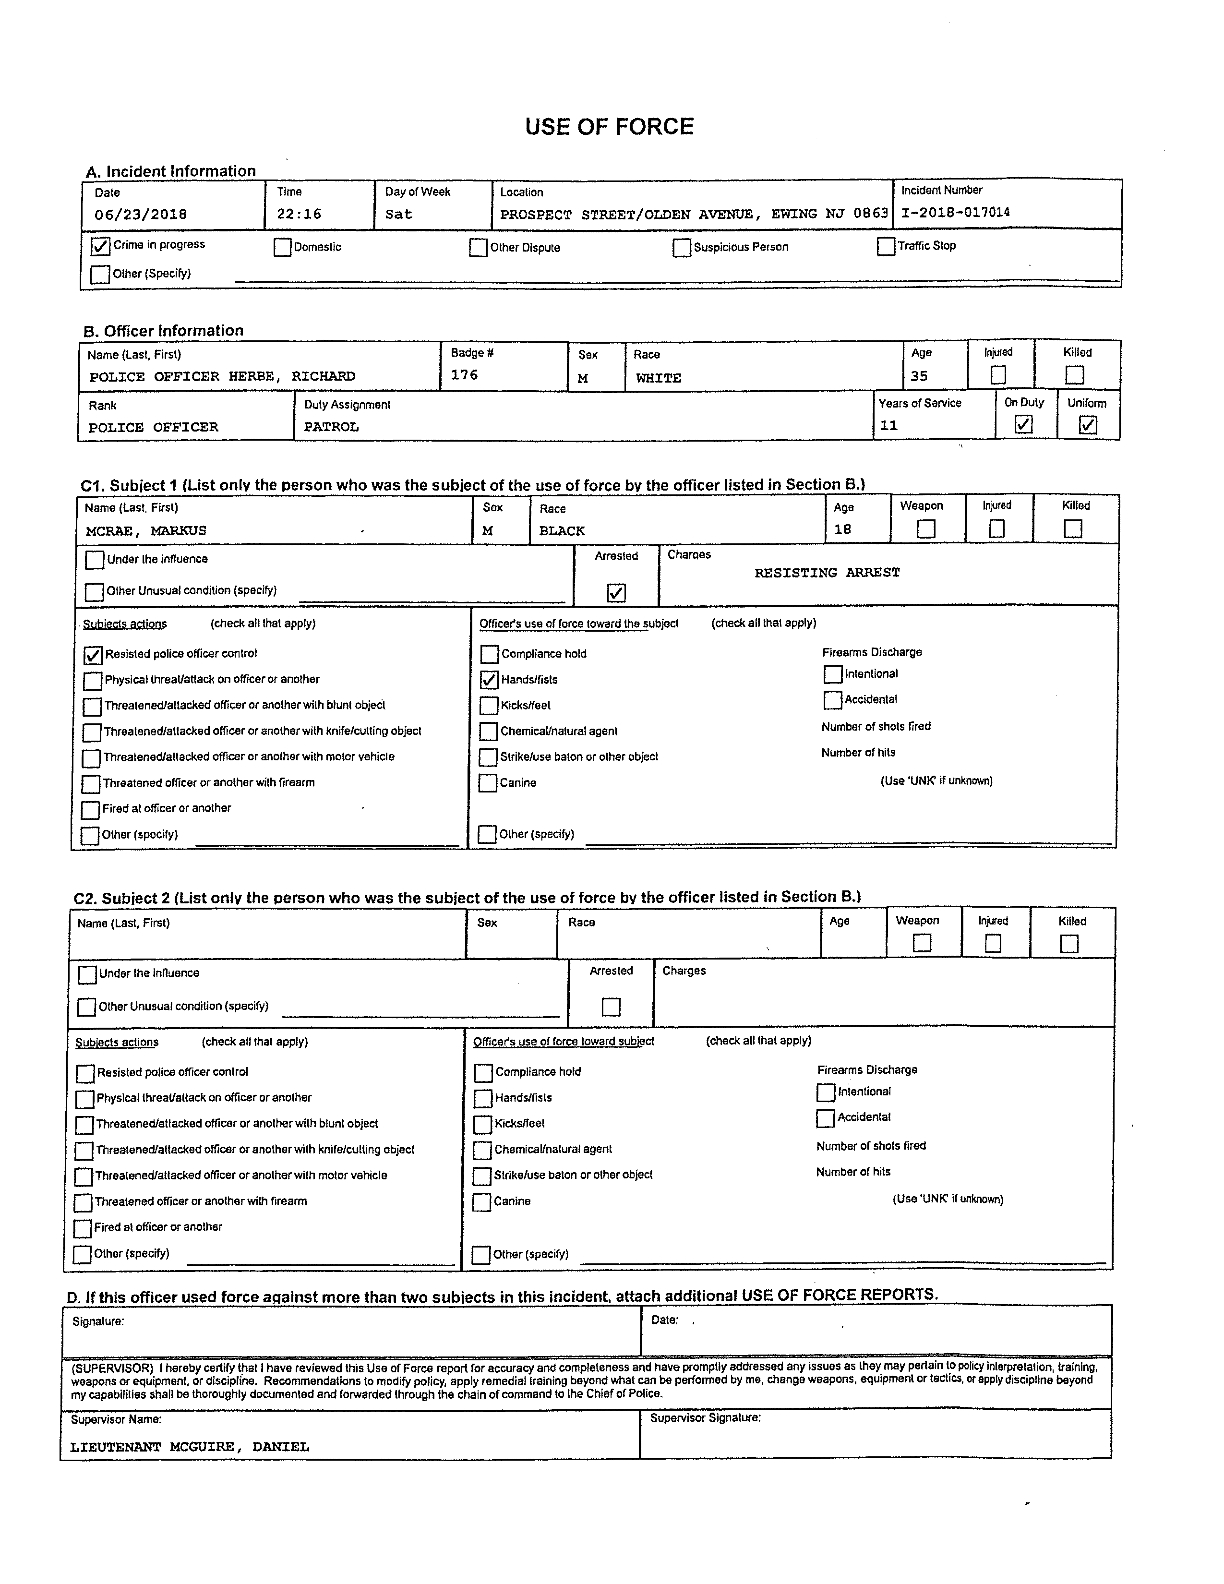 USE OF FORCE
A. Incident Information
Date Time Day of Week Location Incident Number
06/23/2018 22:16 Sat PROSPECT STREET/OLDEN AVENUE, EWING NJ 0863 I-2018-017014
Crime in progress Domestic Other Dispute Suspicious Person Traffic Stop
Other (Specify)
B. Officer Information
Name (Last, First) Badge # Sex Race Age Injured Killed
POLICE OFFICER HERBE, RICHARD 176 M WHITE 35
Rank Duty Assignment Years of Service On Duty Uniform
POLICE OFFICER PATROL 11
C1. Subject 1 (List only the person who was the subject of the use of force by the officer listed in Section B.)
Name (Last, First) Sex Race Age Weapon Injured Killed
MCRAE, MARKUS M BLACK 18
Under the influence Arrested Charges
RESISTING ARREST
Other Unusual condition (specify)
Subjects actions (check all that apply) Officer's use of force toward the subject (check all that apply)
Resisted police officer control Compliance hold Firearms Discharge
Physical threat/attack on officer or another Hands/fists Intentional
Threatened/attacked officer or another with blunt object Kicks/feet Accidental
Threatened/attacked officer or another with knife/cutting object Chemical/natural agent Number of shots fired
Threatened/attacked officer or another with motor vehicle Strike/use baton or other object Number of hits
Threatened officer or another with firearm Canine (Use 'UNK' if unknown)
Fired at officer or another
Other (specify) Other (specify)
C2. Subject 2 (List only the person who was the subject of the use of force by the officer listed in Section B.)
Name (Last, First) Sex Race Age Weapon Injured Killed
Under the influence Arrested Charges
Other Unusual condition (specify)
Subjects actions (check all that apply) Officer's use of force toward subject (check all that apply)
Resisted police officer control Compliance hold Firearms Discharge
Physical threat/attack on officer or another Hands/fists Intentional
Threatened/attacked officer or another with blunt object Kicks/feet Accidental
Threatened/attacked officer or another with knife/cutting object Chemical/natural agent Number of shots fired
Threatened/attacked officer or another with motor vehicle Strike/use baton or other object Number of hits
Threatened officer or another with firearm Canine (Use 'UNK' if unknown)
Fired at officer or another
Other (specify) Other (specify)
D. If this officer used force against more than two subjects in this incident, attach additional USE OF FORCE REPORTS.
Signature: Date:
(SUPERVISOR) I hereby certify that I have reviewed this Use of Force report for accuracy and completeness and have promptly addressed any issues as they may pertain to policy interpretation, training,
weapons or equipment, or discipline. Recommendations to modify policy, apply remedial training beyond what can be performed by me, change weapons, equipment or tactics, or apply discipline beyond
my capabilities shall be thoroughly documented and forwarded through the chain of command to the Chief of Police.
Supervisor Name: Supervisor Signature:
LIEUTENANT MCGUIRE, DANIEL